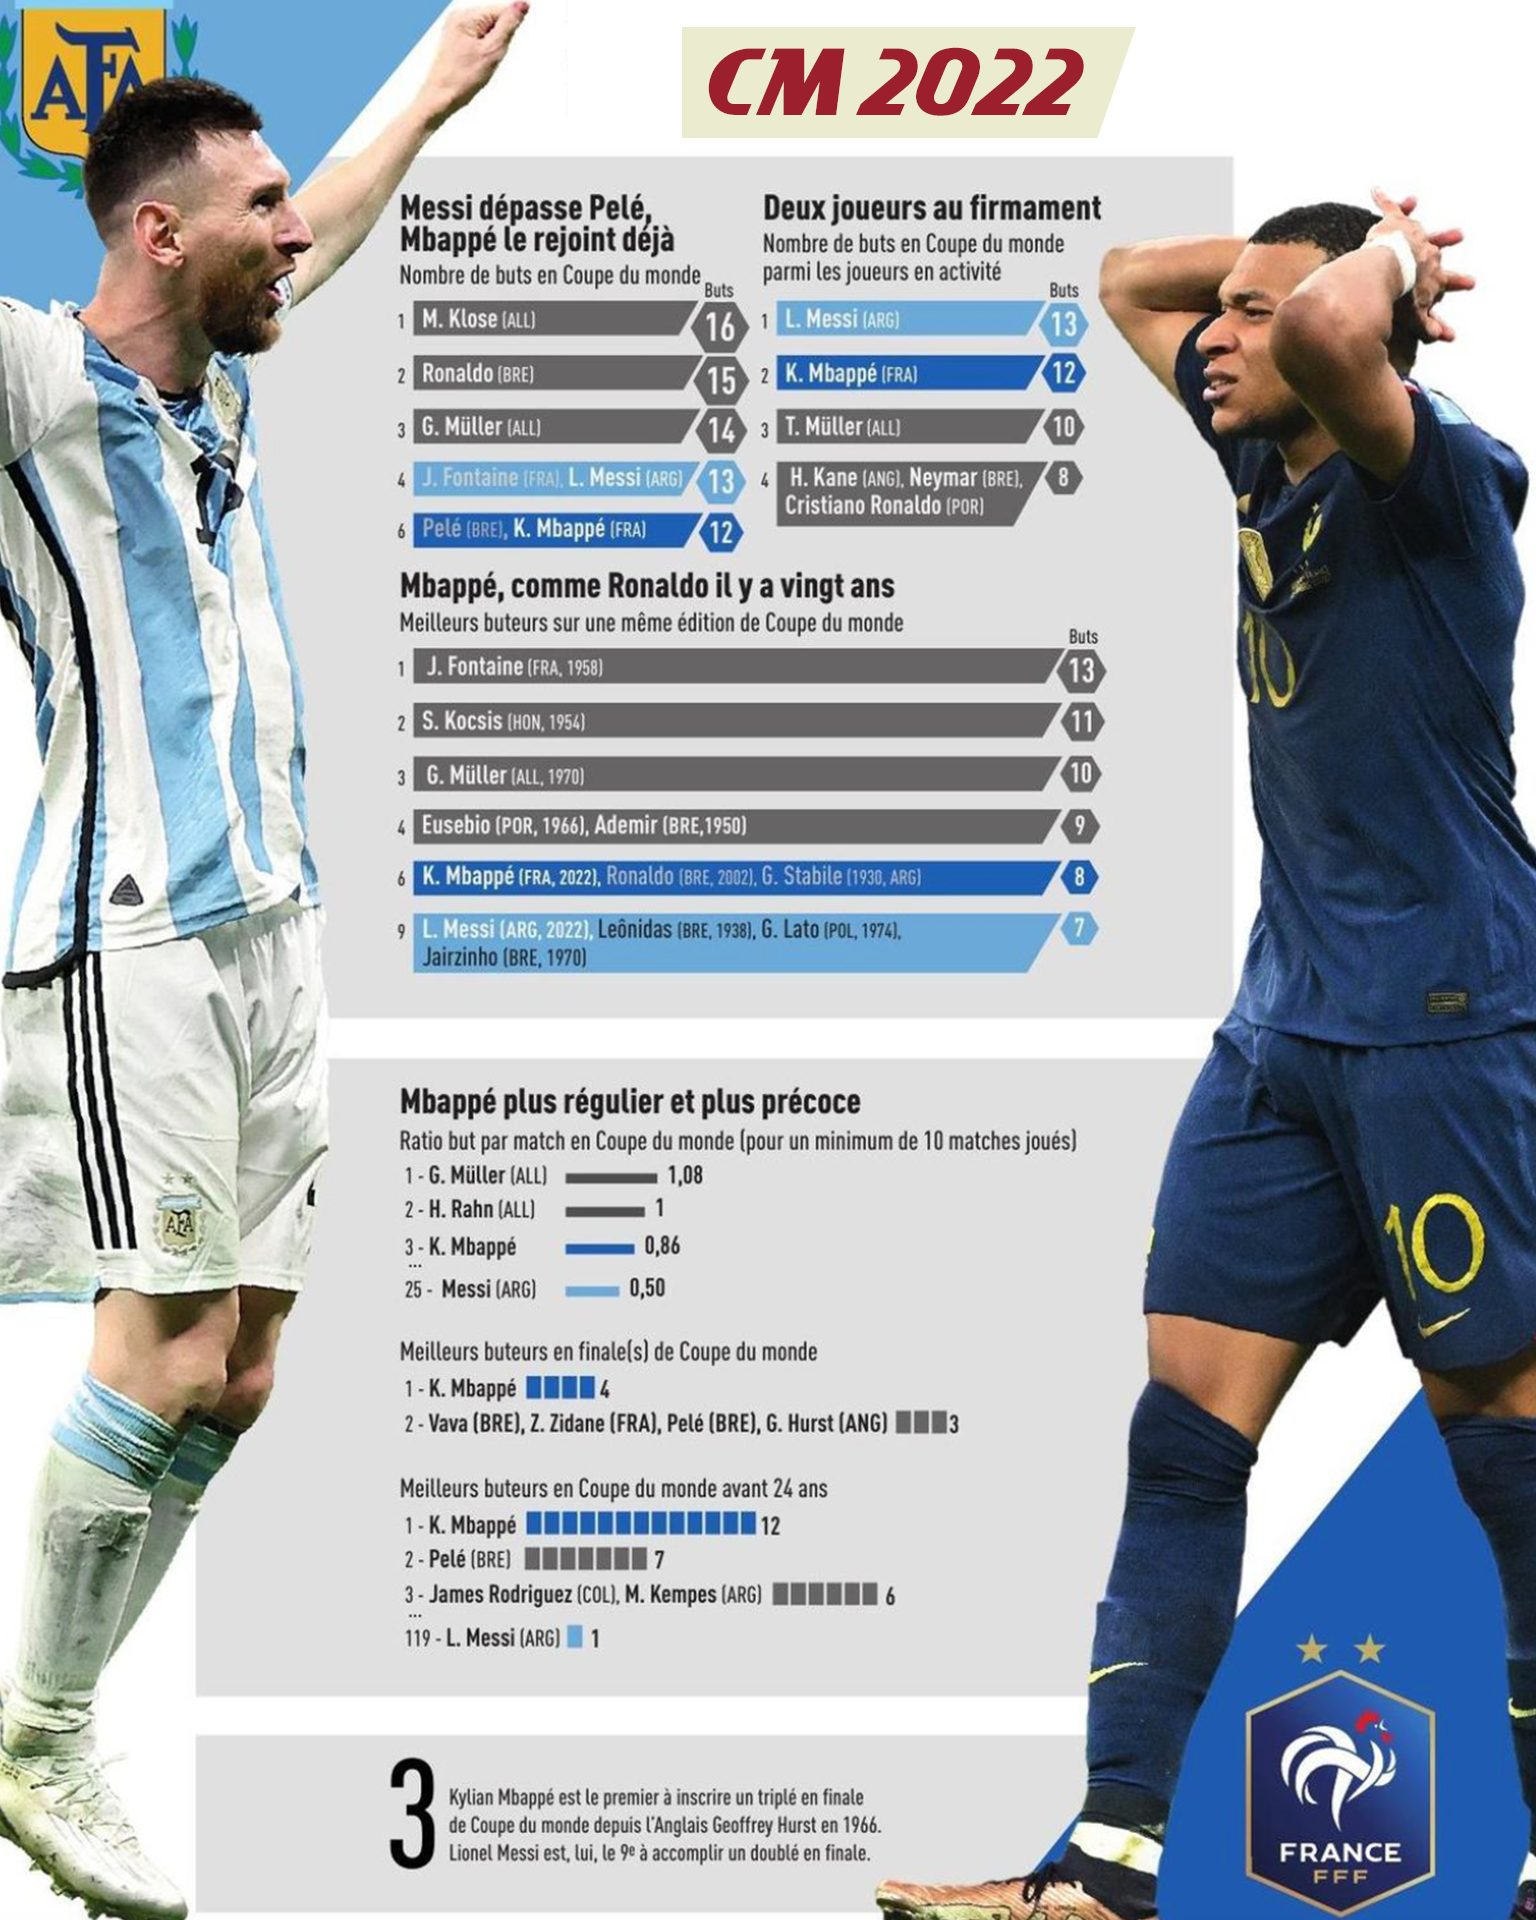 AFA
CM 2022
Messi dépasse Pelé,
Mbappé le rejoint déjà
Nombre de buts en Coupe du monde
Buts
1 M. Klose (ALL) 16
2 Ronaldo (BRE) 15
3 G. Müller (ALL) 14
4 J. Fontaine (FRA), L. Messi (ARG) 13
6 Pelé (BRE), K. Mbappé (FRA) 12
Deux joueurs au firmament
Nombre de buts en Coupe du monde
parmi les joueurs en activité
Buts
1 L. Messi (ARG) 13
2 K. Mbappé (FRA) 12
3 T. Müller (ALL) 10
4 H. Kane (ANG), Neymar (BRE), 8
Cristiano Ronaldo (POR)
Mbappé, comme Ronaldo il y a vingt ans
Meilleurs buteurs sur une même édition de Coupe du monde
Buts
1 J. Fontaine (FRA, 1958) 13
2 S. Kocsis (HON, 1954) 11
3 G. Müller (ALL, 1970) 10
4 Eusebio (POR, 1966), Ademir (BRE,1950) 9
6 K. Mbappé (FRA, 2022), Ronaldo (BRE, 2002), G. Stabile (1930, ARG) 8
9 L. Messi (ARG, 2022), Leônidas (BRE, 1938), G. Lato (POL, 1974), 7
Jairzinho (BRE, 1970)
Mbappé plus régulier et plus précoce
Ratio but par match en Coupe du monde (pour un minimum de 10 matches joués)
1 - G. Müller (ALL) 1,08
2 - H. Rahn (ALL) 1
3 - K. Mbappé 0,86
...
25 - Messi (ARG) 0,50
Meilleurs buteurs en finale(s) de Coupe du monde
1 - K. Mbappé 4
2 - Vava (BRE), Z. Zidane (FRA), Pelé (BRE), G. Hurst (ANG) 3
Meilleurs buteurs en Coupe du monde avant 24 ans
1 - K. Mbappé 12
2 - Pelé (BRE) 7
3 - James Rodriguez (COL), M. Kempes (ARG) 6
...
119 - L. Messi (ARG) 1
3
Kylian Mbappé est le premier à inscrire un triplé en finale
de Coupe du monde depuis l'Anglais Geoffrey Hurst en 1966.
Lionel Messi est, lui, le 9e à accomplir un doublé en finale.
AFA
10
10
FRANCE
FFF